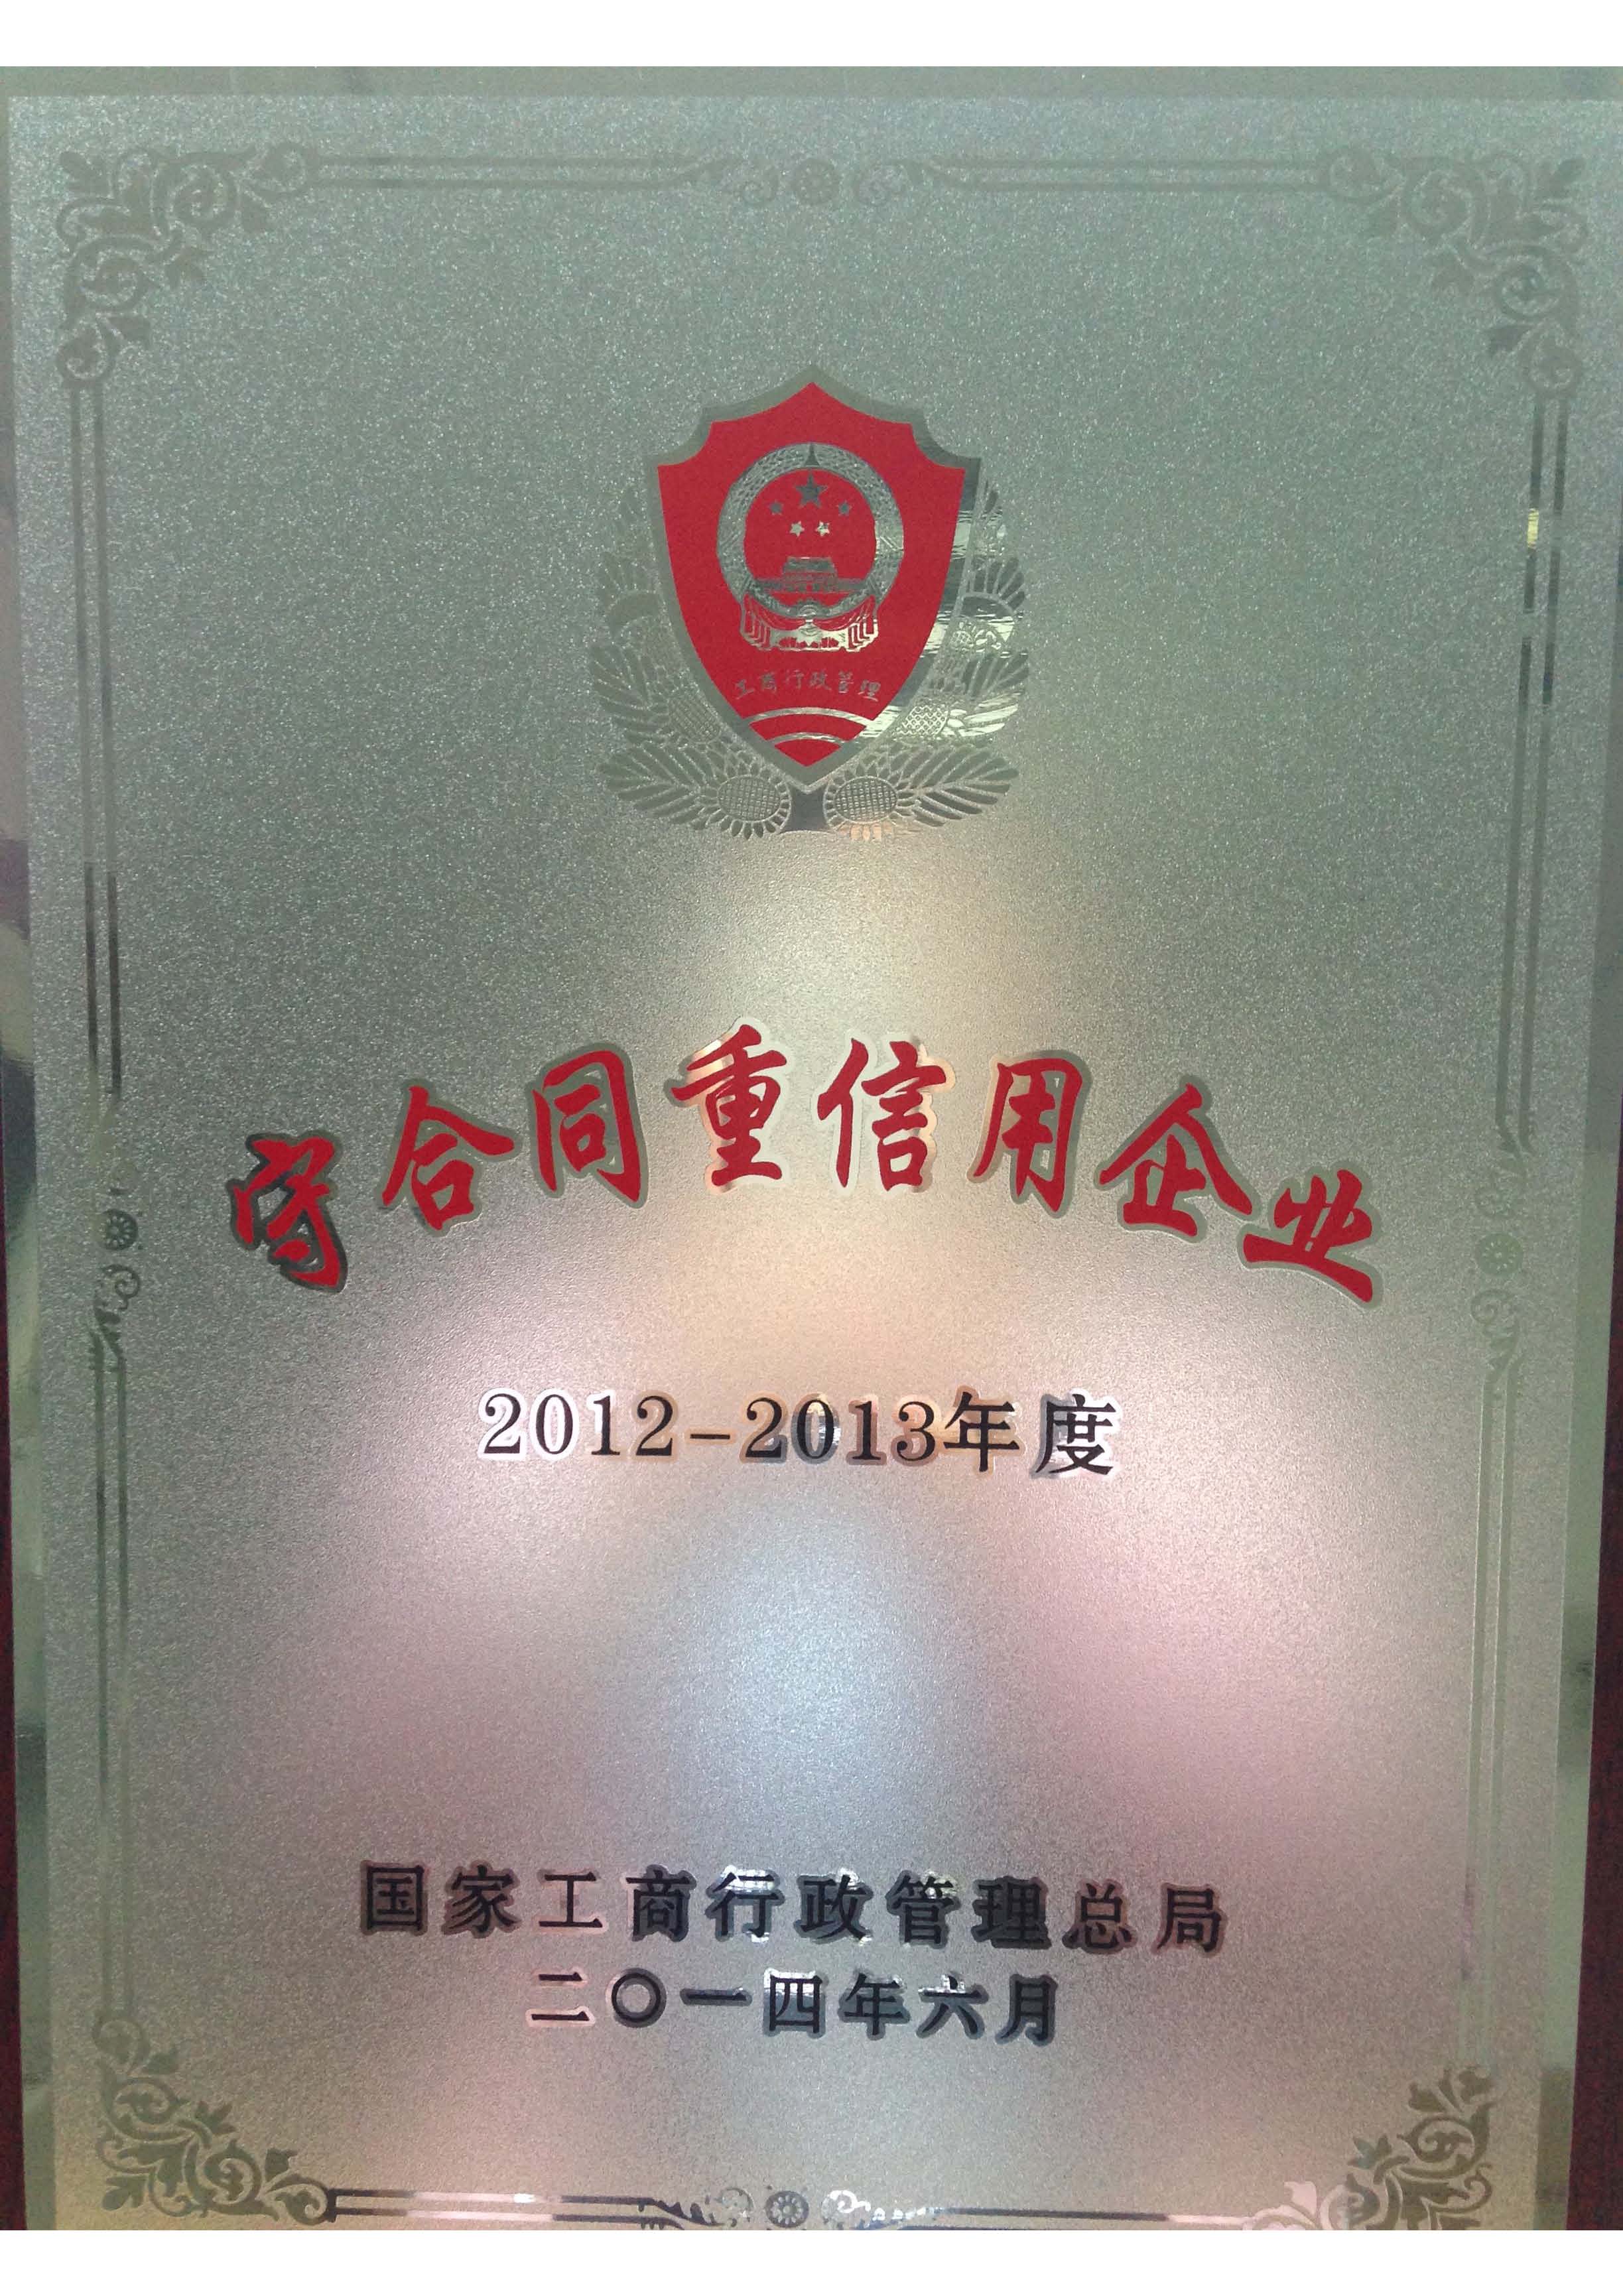 工商行政管理
守合同重信用企业
2012-2013年度
国家工商行政管理总局
二〇一四年六月